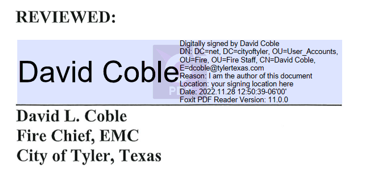 REVIEWED:
David Coble
Digitally signed by David Coble
DN: DC=net, DC=cityoftyler, OU=User_Accounts,
OU=Fire, OU=Fire Staff, CN=David Coble,
E=dcoble@tylertexas.com
Reason: I am the author of this document
Location: your signing location here
Date: 2022.11.28 12:50:39-06'00'
Foxit PDF Reader Version: 11.0.0
David L. Coble
Fire Chief, EMC
City of Tyler, Texas